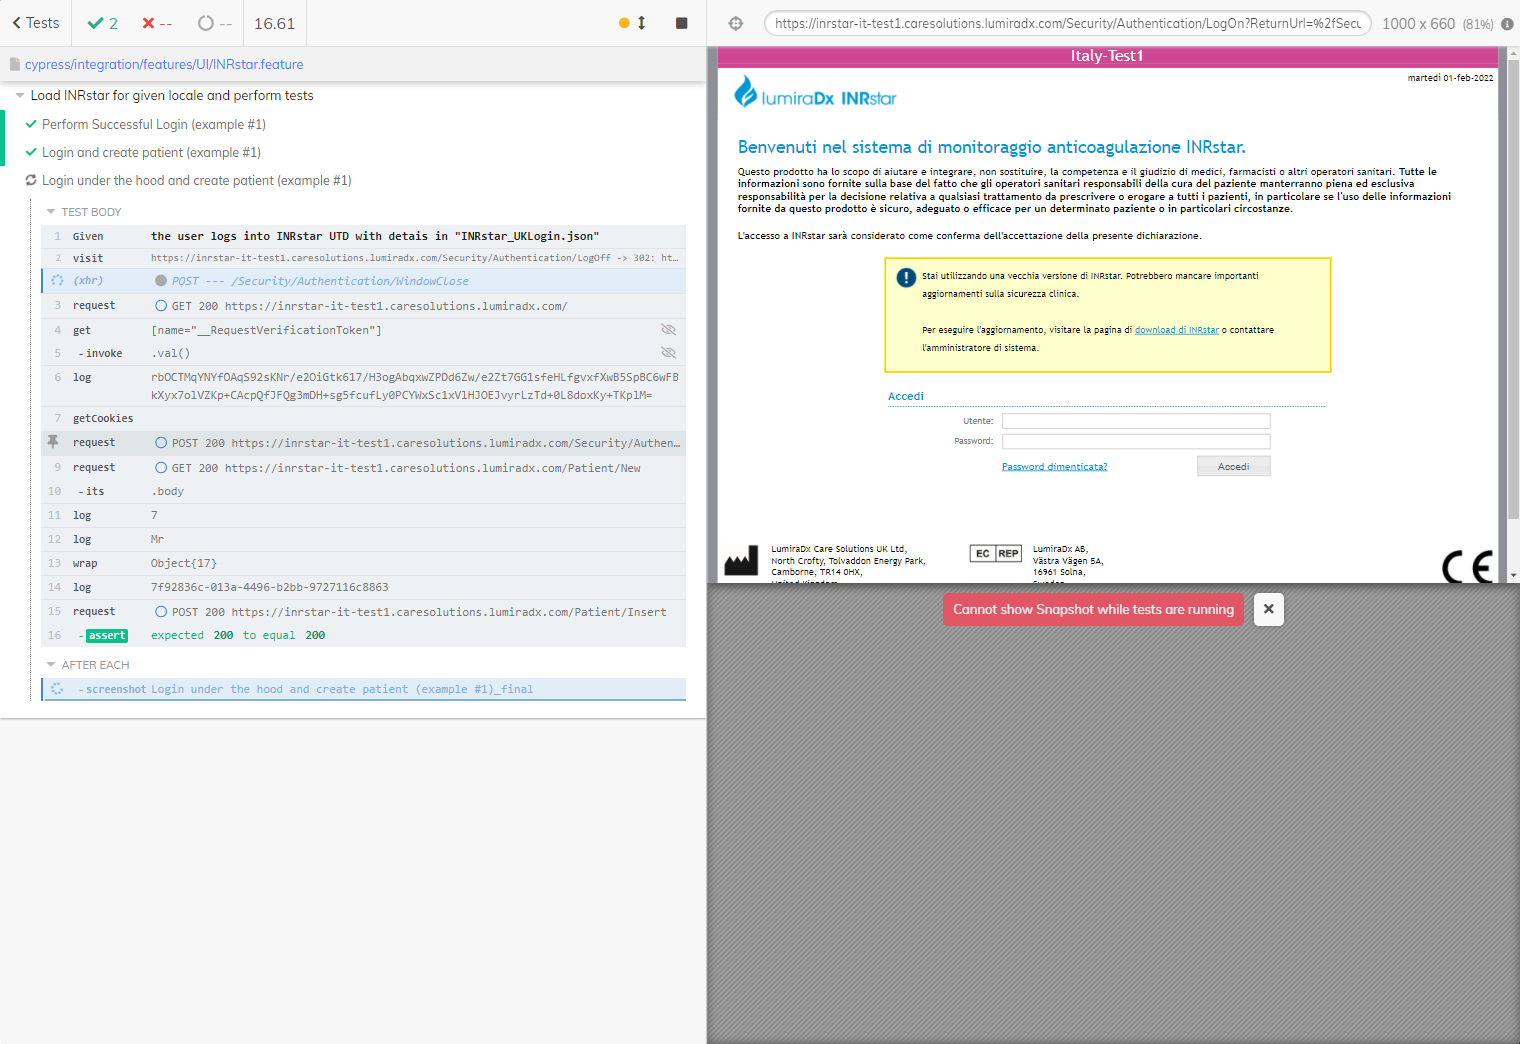 Tests
2
--
--
16.61
cypress/integration/features/UI/INRstar.feature
Load INRstar for given locale and perform tests
Perform Successful Login (example #1)
Login and create patient (example #1)
Login under the hood and create patient (example #1)
TEST BODY
1 Given the user logs into INRstar UTD with detais in "INRstar_UKLogin.json"
2 visit https://inrstar-it-test1.caresolutions.lumiradx.com/Security/Authentication/LogOff -> 302: ht…
(xhr) POST --- /Security/Authentication/WindowClose
3 request GET 200 https://inrstar-it-test1.caresolutions.lumiradx.com/
4 get [name="__RequestVerificationToken"]
5 -invoke .val()
6 log rbOCTMqYNYfOAqS92sKNr/e2OiGtk617/H3ogAbqxwZPDd6Zw/e2Zt7GG1sfeHLfgvxfXwB5SpBC6wFB
kXyx7olVZKp+CAcpQfJFQg3mDH+sg5fcufLy0PCYWxSc1xVlHJOEJvyrLzTd+0L8doxKy+TKplM=
7 getCookies
request POST 200 https://inrstar-it-test1.caresolutions.lumiradx.com/Security/Authen…
9 request GET 200 https://inrstar-it-test1.caresolutions.lumiradx.com/Patient/New
10 -its .body
11 log 7
12 log Mr
13 wrap Object{17}
14 log 7f92836c-013a-4496-b2bb-9727116c8863
15 request POST 200 https://inrstar-it-test1.caresolutions.lumiradx.com/Patient/Insert
16 -assert expected 200 to equal 200
AFTER EACH
-screenshot Login under the hood and create patient (example #1)_final
https://inrstar-it-test1.caresolutions.lumiradx.com/Security/Authentication/LogOn?ReturnUrl=%2fSecu
1000 x 660 (81%)
Italy-Test1
martedì 01-feb-2022
lumiraDx INRstar
Benvenuti nel sistema di monitoraggio anticoagulazione INRstar.
Questo prodotto ha lo scopo di aiutare e integrare, non sostituire, la competenza e il giudizio di medici, farmacisti o altri operatori sanitari. Tutte le
informazioni sono fornite sulla base del fatto che gli operatori sanitari responsabili della cura del paziente manterranno piena ed esclusiva
responsabilità per la decisione relativa a qualsiasi trattamento da prescrivere o erogare a tutti i pazienti, in particolare se l'uso delle informazioni
fornite da questo prodotto è sicuro, adeguato o efficace per un determinato paziente o in particolari circostanze.
L'accesso a INRstar sarà considerato come conferma dell'accettazione della presente dichiarazione.
Stai utilizzando una vecchia versione di INRstar. Potrebbero mancare importanti
aggiornamenti sulla sicurezza clinica.
Per eseguire l'aggiornamento, visitare la pagina di download di INRstar o contattare
l'amministratore di sistema.
Accedi
Utente:
Password:
Password dimenticata?
Accedi
LumiraDx Care Solutions UK Ltd,
North Crofty, Tolvaddon Energy Park,
Camborne, TR14 0HX,
United Kingdom
EC REP
LumiraDx AB,
Västra Vägen 5A,
16961 Solna,
Sweden
CE
Cannot show Snapshot while tests are running